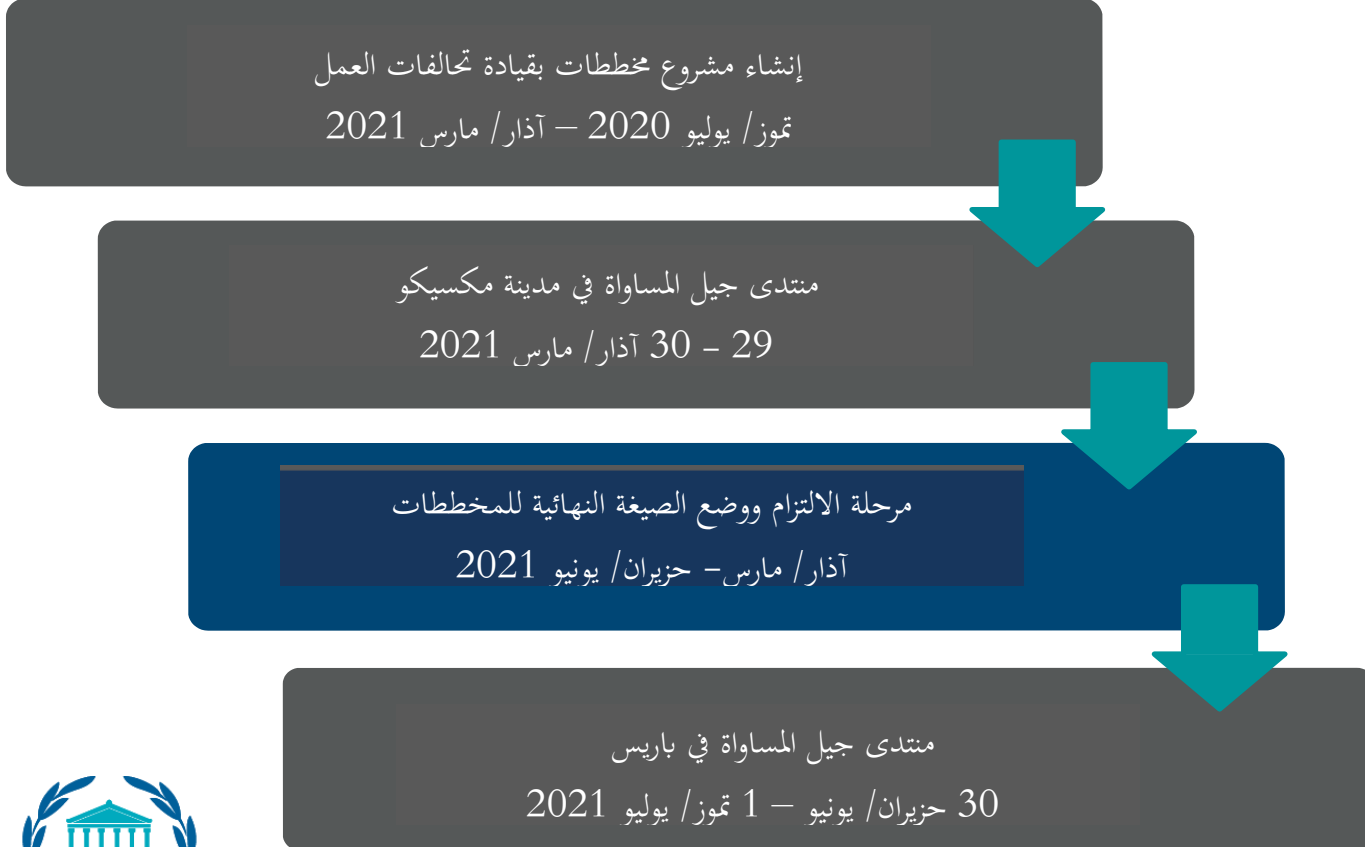 إنشاء مشروع مخططات بقيادة تحالفات العمل
تموز/ يوليو 2020 – آذار/ مارس 2021
منتدى جيل المساواة في مدينة مكسيكو
29 – 30 آذار/ مارس 2021
مرحلة الالتزام ووضع الصيغة النهائية للمخططات
آذار/ مارس– حزيران/ يونيو 2021
منتدى جيل المساواة في باريس
30 حزيران/ يونيو – 1 تموز/ يوليو 2021